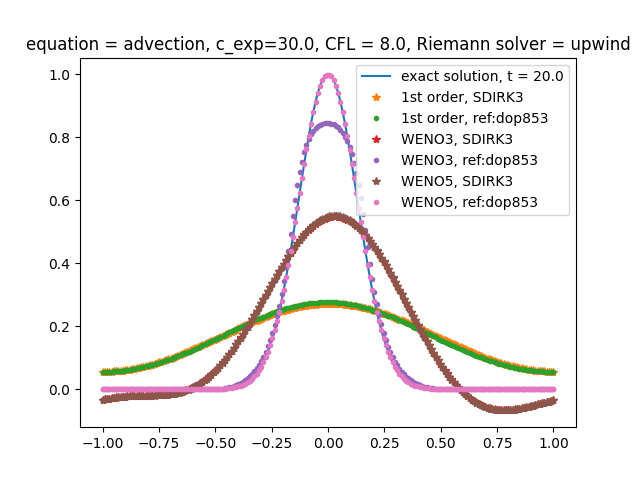 equation = advection, c_exp=30.0, CFL = 8.0, Riemann solver = upwind
exact solution, t = 20.0
1st order, SDIRK3
1st order, ref:dop853
WENO3, SDIRK3
WENO3, ref:dop853
WENO5, SDIRK3
WENO5, ref:dop853
1.0
0.8
0.6
0.4
0.2
0.0
−1.00 −0.75 −0.50 −0.25 0.00 0.25 0.50 0.75 1.00